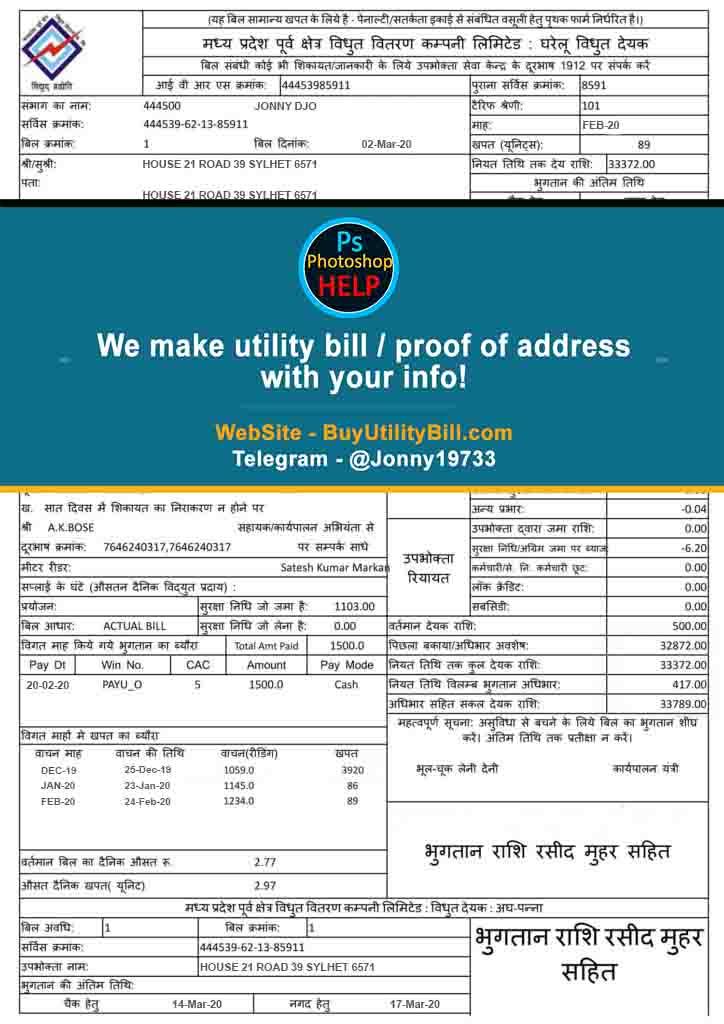 (यह बिल सामान्य खपत के लिये है - पेनाल्टी/सतर्कता इकाई से संबंधित वसूली हेतु पृथक फार्म निर्धारित है।)
मध्य प्रदेश पूर्व क्षेत्र विधुत वितरण कम्पनी लिमिटेड : घरेलू विधुत देयक
बिल संबंधी कोई भी शिकायत/जानकारी के लिये उपभोक्ता सेवा केन्द्र के दूरभाष 1912 पर संपर्क करें
विद्युद् ब्रह्मेति
आई वी आर एस क्रमांक: 44453985911 पुराना सर्विस क्रमांक: 8591
संभाग का नाम: 444500 JONNY DJO टैरिफ श्रेणी: 101
सर्विस क्रमांक: 444539-62-13-85911 माह: FEB-20
बिल क्रमांक: 1 बिल दिनांक: 02-Mar-20 खपत (यूनिट्स): 89
श्री/सुश्री: HOUSE 21 ROAD 39 SYLHET 6571 नियत तिथि तक देय राशि: 33372.00
पता: भुगतान की अंतिम तिथि
HOUSE 21 ROAD 39 SYLHET 6571
Ps
Photoshop
HELP
We make utility bill / proof of address
with your info!
WebSite - BuyUtilityBill.com
Telegram - @Jonny19733
ख. सात दिवस में शिकायत का निराकरण न होने पर अन्य प्रभार: -0.04
श्री A.K.BOSE सहायक/कार्यपालन अभियंता से उपभोक्ता द्वारा जमा राशि: 0.00
दूरभाष क्रमांक: 7646240317,7646240317 पर सम्पर्क साधे उपभोक्ता रियायत सुरक्षा निधि/अग्रिम जमा पर ब्याज: -6.20
मीटर रीडर: Satesh Kumar Markan कर्मचारी/से. नि. कर्मचारी छूट: 0.00
सप्लाई के घंटे (औसतन दैनिक विद्युत प्रदाय) : लॉक क्रेडिट: 0.00
प्रयोजन: सुरक्षा निधि जो जमा है: 1103.00 सबसिडी: 0.00
बिल आधार: ACTUAL BILL सुरक्षा निधि जो लेना है: 0.00 वर्तमान देयक राशि: 500.00
विगत माह किये गये भुगतान का ब्यौरा Total Amt Paid 1500.0 पिछला बकाया/अधिभार अवशेष: 32872.00
Pay Dt Win No. CAC Amount Pay Mode नियत तिथि तक कुल देयक राशि: 33372.00
20-02-20 PAYU_O 5 1500.0 Cash नियत तिथि विलम्ब भुगतान अधिभार: 417.00
अधिभार सहित सकल देयक राशि: 33789.00
महत्वपूर्ण सूचना: असुविधा से बचने के लिये बिल का भुगतान शीघ्र
करें। अंतिम तिथि तक प्रतीक्षा न करें।
विगत माहों मे खपत का ब्यौरा
वाचन माह वाचन की तिथि वाचन(रीडिंग) खपत
DEC-19 25-Dec-19 1059.0 3920
JAN-20 23-Jan-20 1145.0 86
FEB-20 24-Feb-20 1234.0 89
भूल-चूक लेनी देनी कार्यपालन यंत्री
भुगतान राशि रसीद मुहर सहित
वर्तमान बिल का दैनिक औसत रू. 2.77
औसत दैनिक खपत( यूनिट) 2.97
मध्य प्रदेश पूर्व क्षेत्र विधुत वितरण कम्पनी लिमिटेड : विधुत देयक : अघ-पन्ना
बिल अवधि: 1 बिल क्रमांक: 1
सर्विस क्रमांक: 444539-62-13-85911
उपभोक्ता नाम: HOUSE 21 ROAD 39 SYLHET 6571
भुगतान की अंतिम तिथि:
चैक हेतु 14-Mar-20 नगद हेतु 17-Mar-20
भुगतान राशि रसीद मुहर
सहित